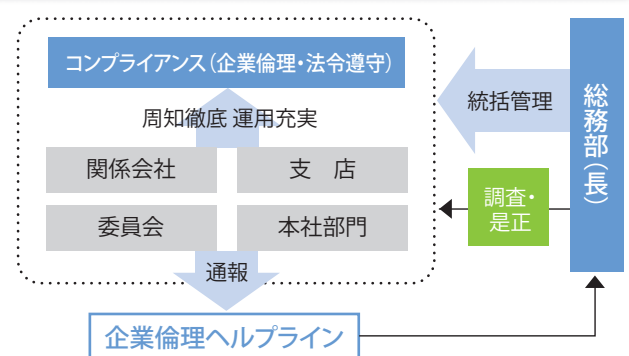 コンプライアンス（企業倫理・法令遵守）
周知徹底 運用充実
関係会社
支　店
委員会
本社部門
通報
企業倫理ヘルプライン
統括管理
調査・
是正
総務部（長）